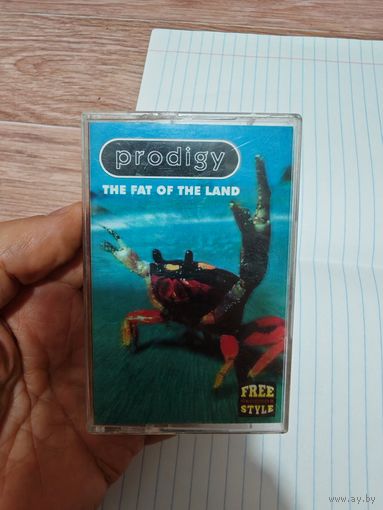 prodigy
THE FAT OF THE LAND
FREE
STYLE
www.ay.by